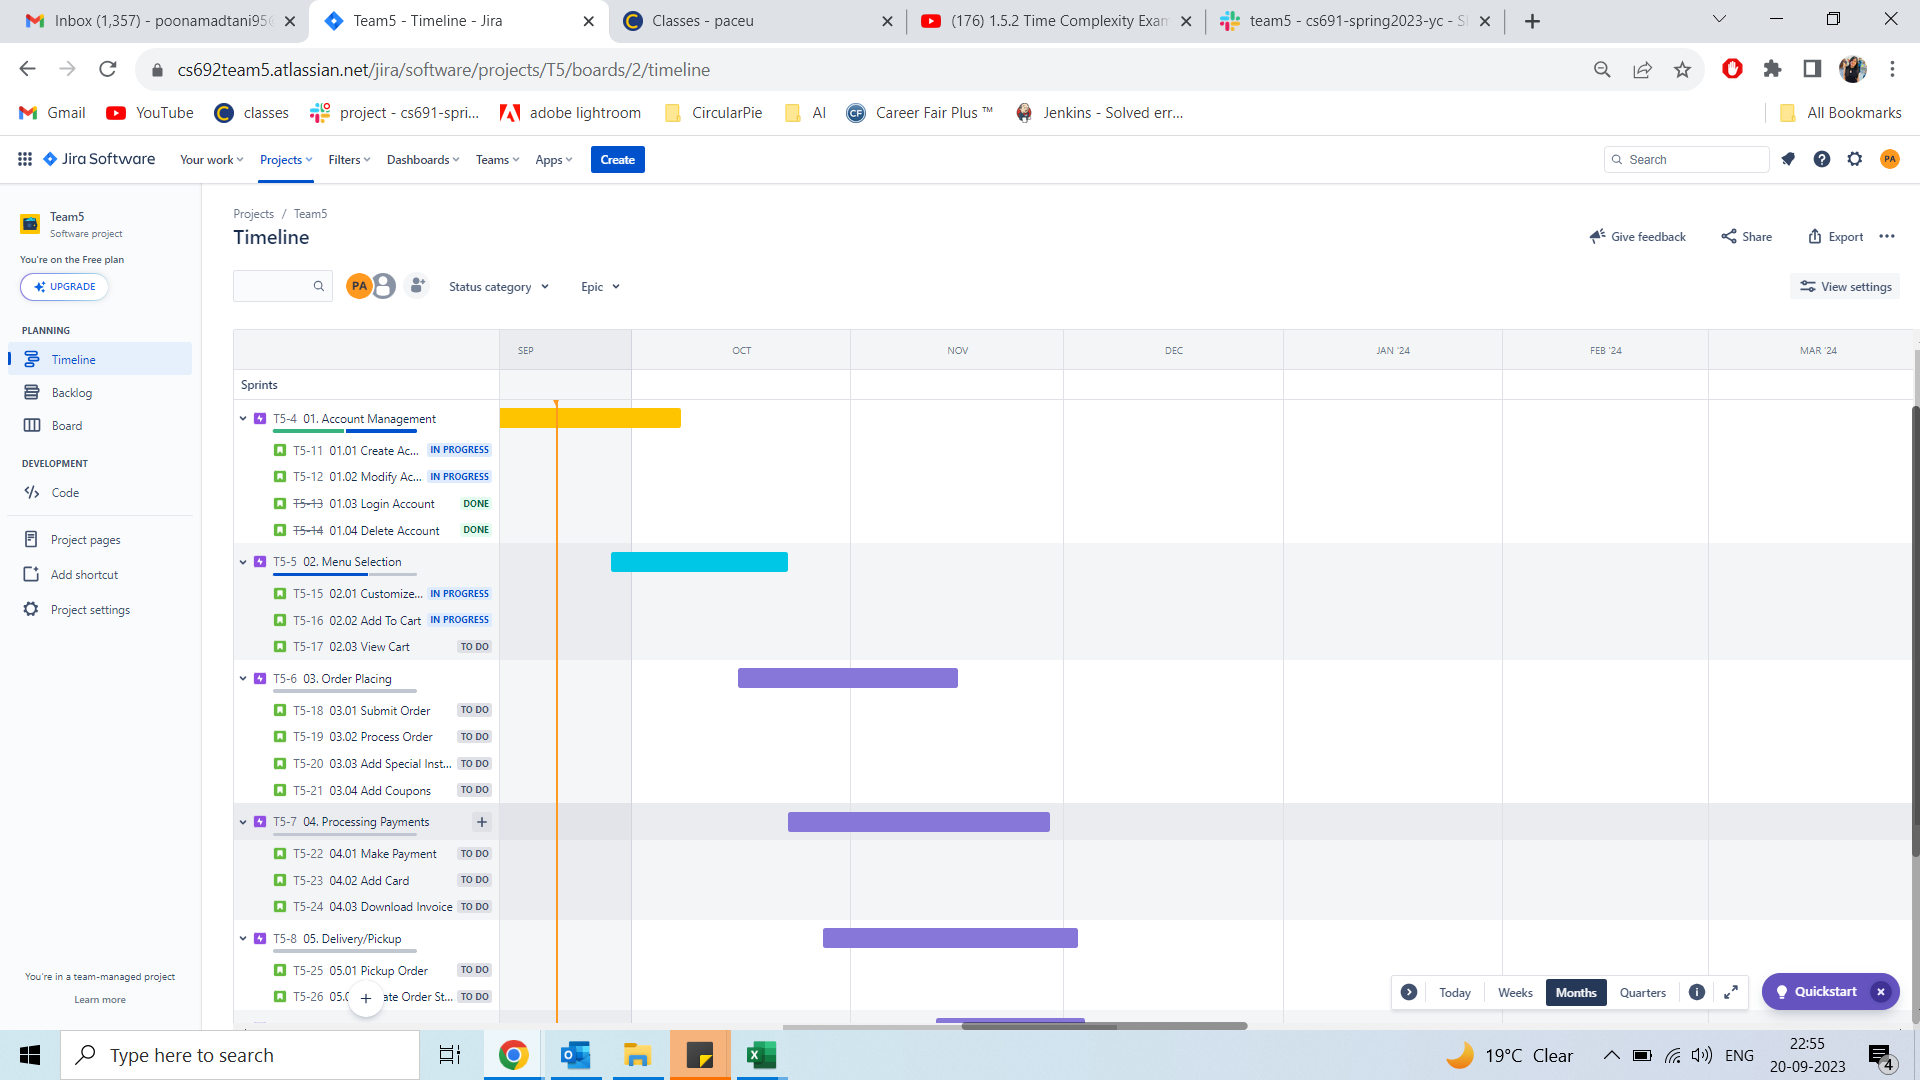 Inbox (1,357) - poonamadtani95@
Team5 - Timeline - Jira
Classes - paceu
(176) 1.5.2 Time Complexity Exam
team5 - cs691-spring2023-yc - Sl
cs692team5.atlassian.net/jira/software/projects/T5/boards/2/timeline
Gmail
YouTube
classes
project - cs691-spri...
adobe lightroom
CircularPie
AI
CF
Career Fair Plus ™
Jenkins - Solved err...
All Bookmarks
Jira Software
Your work
Projects
Filters
Dashboards
Teams
Apps
Create
Search
PA
Team5
Software project
You're on the Free plan
UPGRADE
PLANNING
Timeline
Backlog
Board
DEVELOPMENT
Code
Project pages
Add shortcut
Project settings
You're in a team-managed project
Learn more
Projects / Team5
Timeline
Give feedback
Share
Export
PA
Status category
Epic
View settings
SEP
OCT
NOV
DEC
JAN '24
FEB '24
MAR '24
Sprints
T5-4 01. Account Management
T5-11 01.01 Create Ac... IN PROGRESS
T5-12 01.02 Modify Ac... IN PROGRESS
T5-13 01.03 Login Account DONE
T5-14 01.04 Delete Account DONE
T5-5 02. Menu Selection
T5-15 02.01 Customize... IN PROGRESS
T5-16 02.02 Add To Cart IN PROGRESS
T5-17 02.03 View Cart TO DO
T5-6 03. Order Placing
T5-18 03.01 Submit Order TO DO
T5-19 03.02 Process Order TO DO
T5-20 03.03 Add Special Inst... TO DO
T5-21 03.04 Add Coupons TO DO
T5-7 04. Processing Payments
T5-22 04.01 Make Payment TO DO
T5-23 04.02 Add Card TO DO
T5-24 04.03 Download Invoice TO DO
T5-8 05. Delivery/Pickup
T5-25 05.01 Pickup Order TO DO
T5-26 Order St... TO DO
Today
Weeks
Months
Quarters
Quickstart
Type here to search
19°C Clear
ENG
22:55
20-09-2023
4